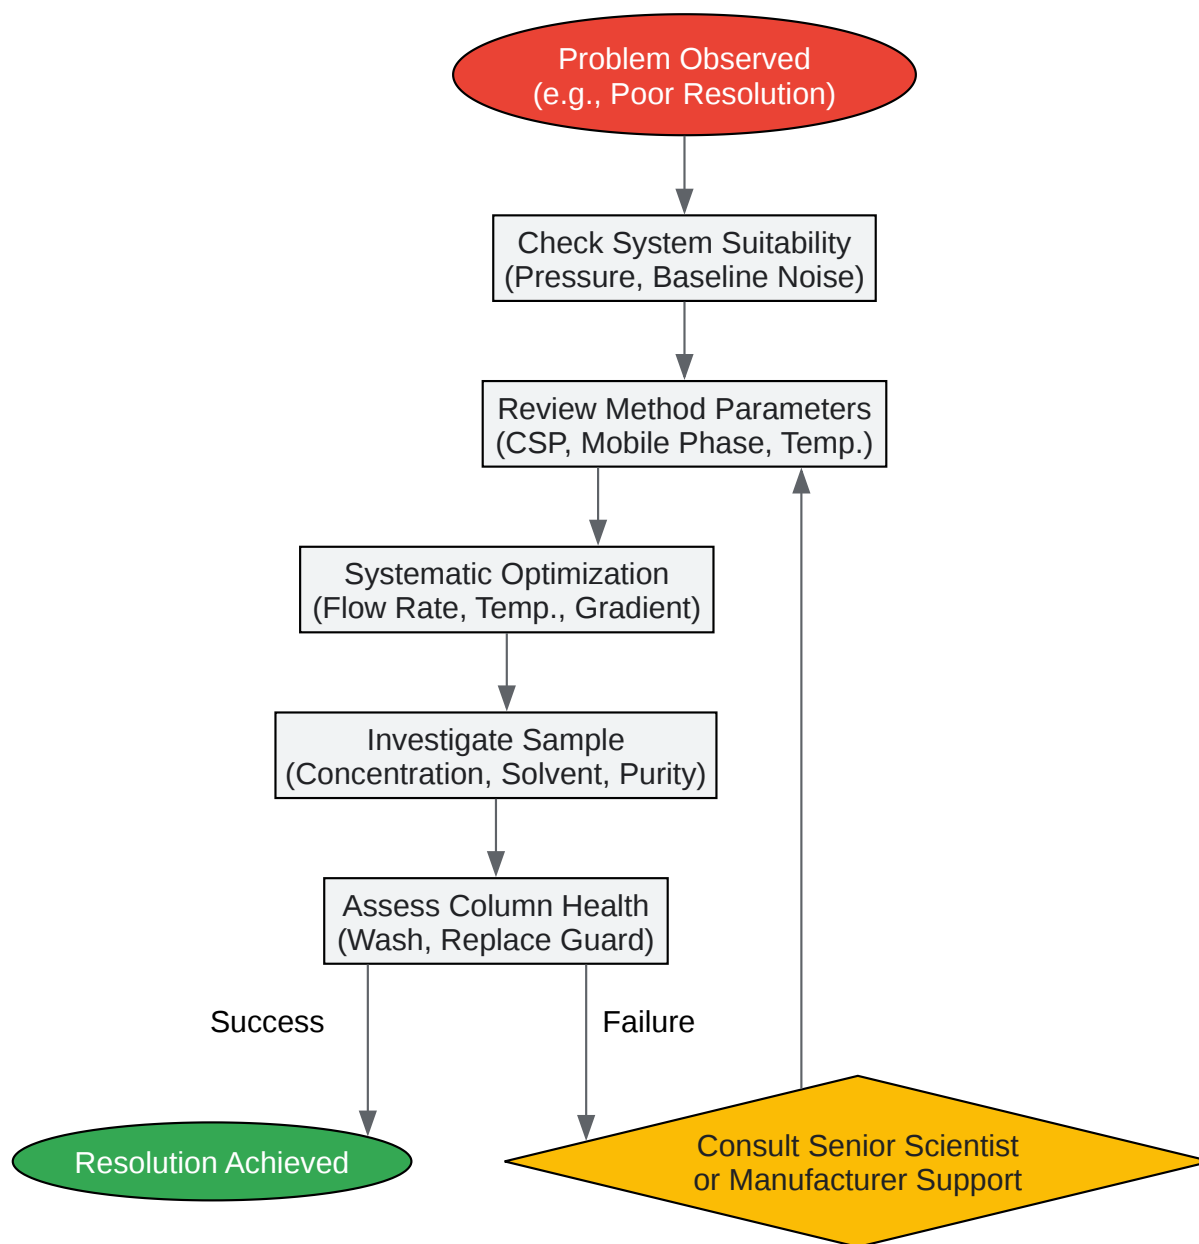 Problem Observed
(e.g., Poor Resolution)
Check System Suitability
(Pressure, Baseline Noise)
Review Method Parameters
(CSP, Mobile Phase, Temp.)
Systematic Optimization
(Flow Rate, Temp., Gradient)
Investigate Sample
(Concentration, Solvent, Purity)
Assess Column Health
(Wash, Replace Guard)
Success
Failure
Resolution Achieved
Consult Senior Scientist
or Manufacturer Support